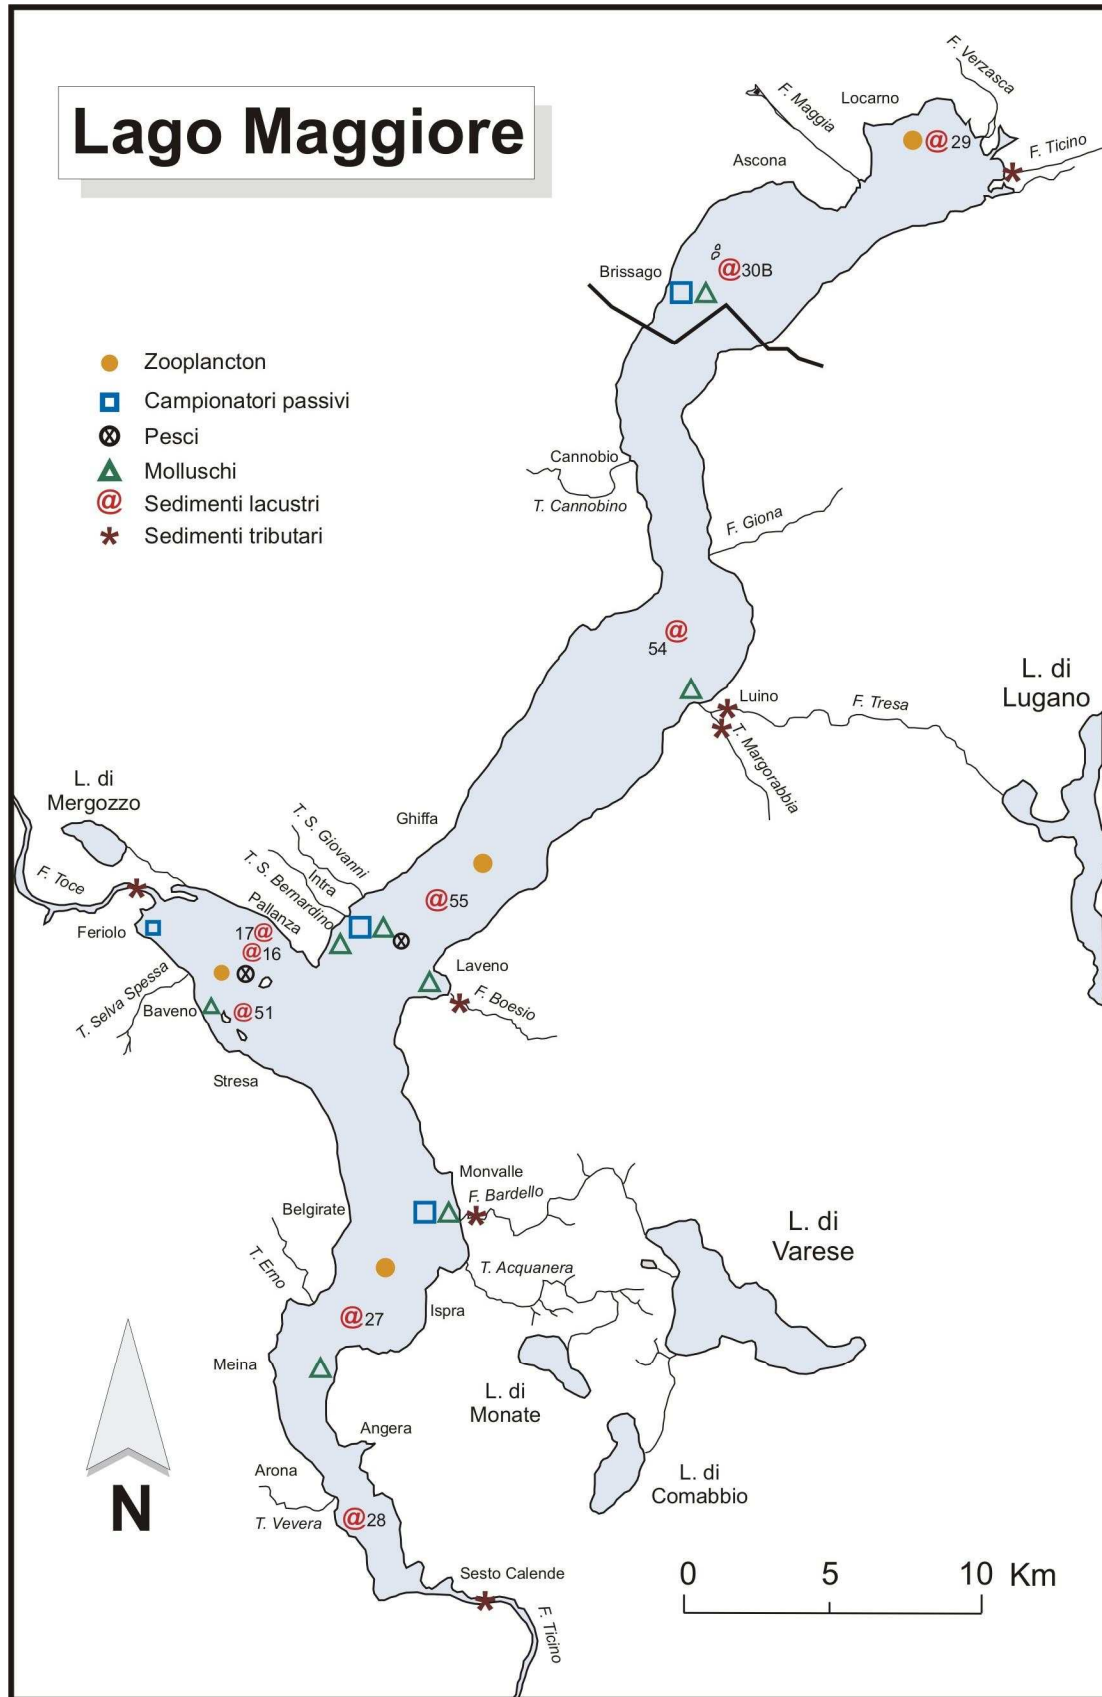 Lago Maggiore
F. Verzasca
F. Maggia
Locarno
@ 29
F. Ticino
Ascona
Brissago
@ 30B
Zooplancton
Campionatori passivi
Pesci
Molluschi
@ Sedimenti lacustri
* Sedimenti tributari
Cannobio
T. Cannobino
F. Giona
@
54
Luino
F. Tresa
T. Margorabbia
L. di
Lugano
L. di
Mergozzo
F. Toce
Ghiffa
T. S. Giovanni
Intra
T. S. Bernardino
Pallanza
@ 55
Feriolo
17 @
@ 16
T. Selva Spessa
Baveno
@ 51
Laveno
F. Boesio
Stresa
Monvalle
F. Bardello
Belgirate
T. Erno
T. Acquanera
L. di
Varese
@ 27
Ispra
Meina
L. di
Monate
Angera
Arona
T. Vevera
@ 28
L. di
Comabbio
N
Sesto Calende
F. Ticino
0 5 10 Km